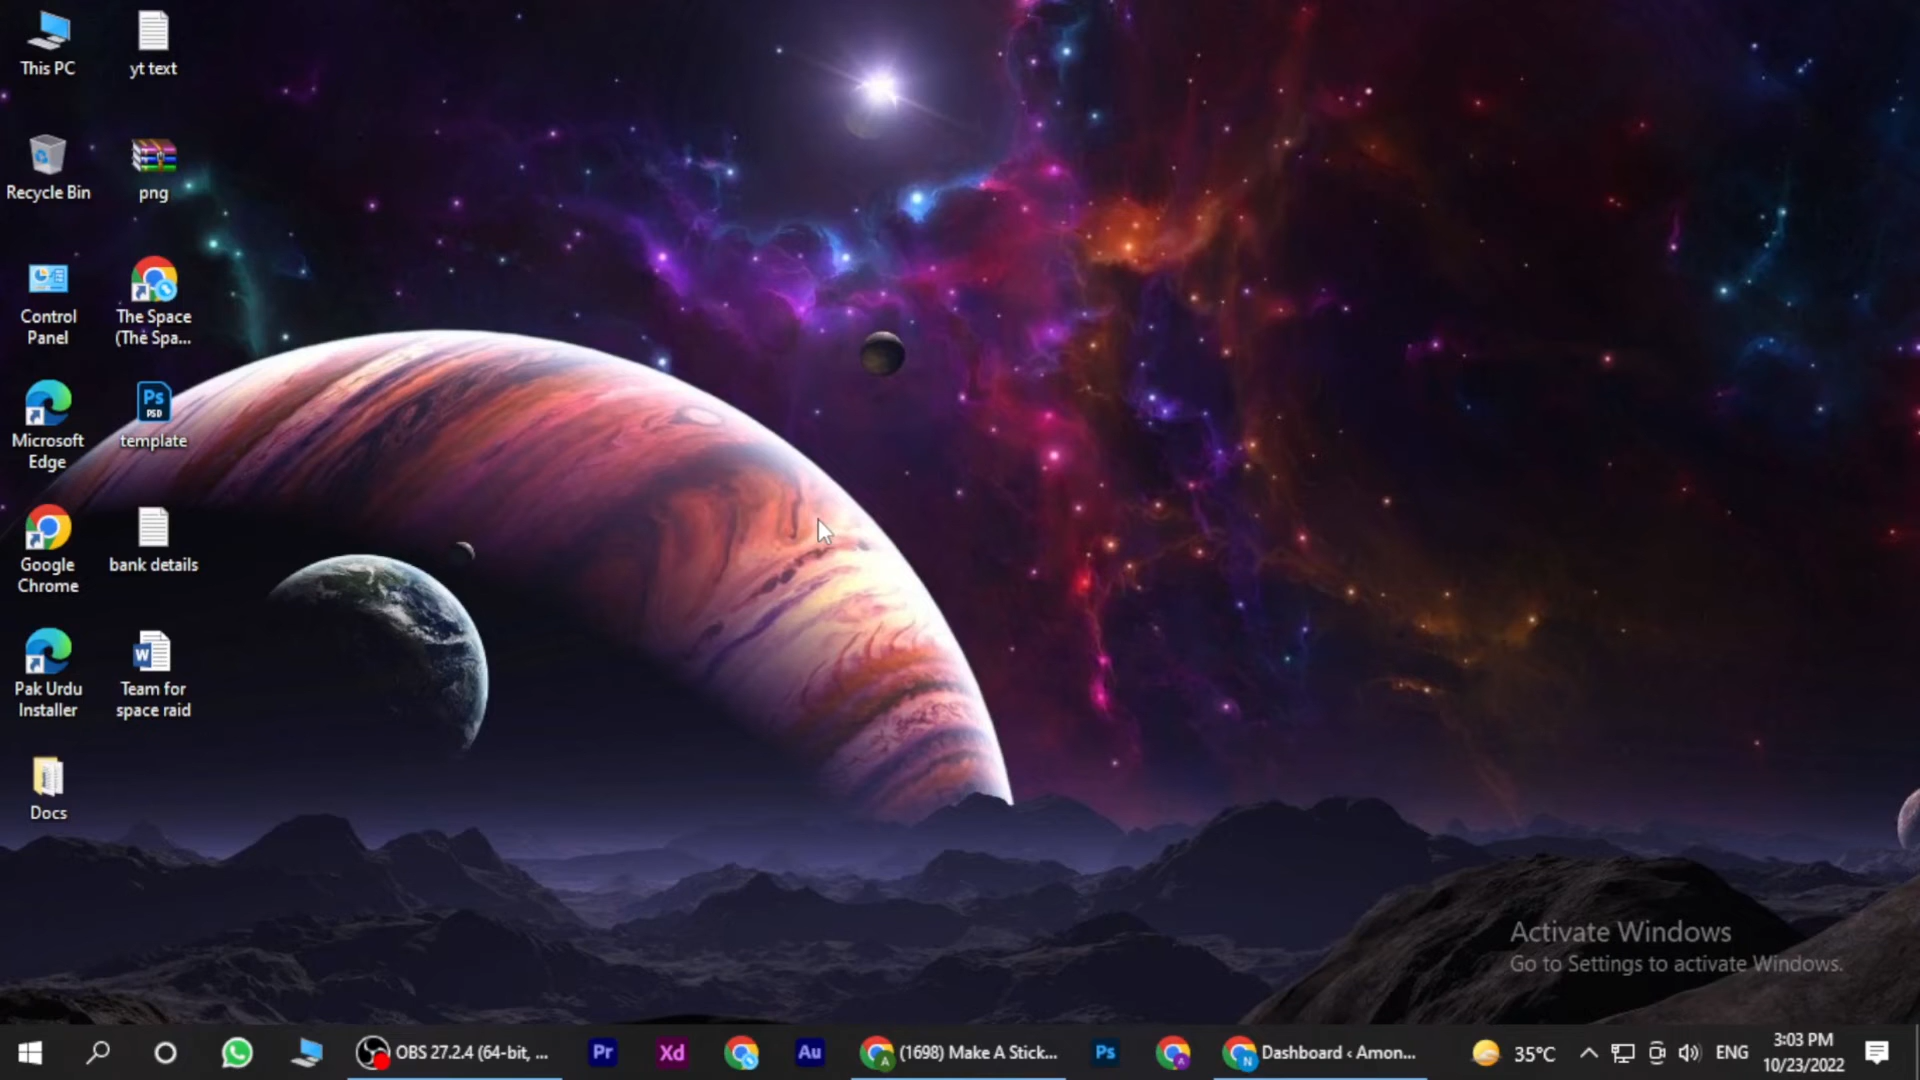 This PC
yt text
Recycle Bin
png
Control
Panel
The Space
(The Spa...
Microsoft
Edge
Ps
PSD
template
Google
Chrome
bank details
Pak Urdu
Installer
W
Team for
space raid
Docs
Activate Windows
Go to Settings to activate Windows.
OBS 27.2.4 (64-bit, ...
Pr
Xd
Au
A
(1698) Make A Stick...
Ps
A
N
Dashboard ‹ Amon...
35°C
ENG
3:03 PM
10/23/2022